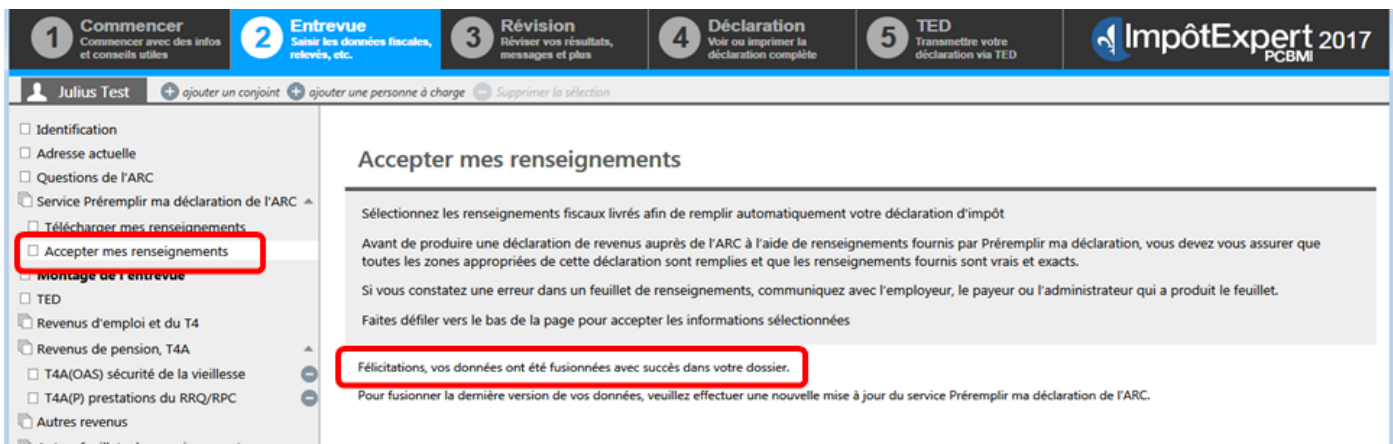 1 Commencer
Commencer avec des infos
et conseils utiles
2 Entrevue
Saisir les données fiscales,
relevés, etc.
3 Révision
Réviser vos résultats,
messages et plus
4 Déclaration
Voir ou imprimer la
déclaration complète
5 TED
Transmettre votre
déclaration via TED
ImpôtExpert 2017
PCBMI
Julius Test
ajouter un conjoint
ajouter une personne à charge
Supprimer la sélection
Identification
Adresse actuelle
Questions de l'ARC
Service Préremplir ma déclaration de l'ARC
Télécharger mes renseignements
Accepter mes renseignements
Montage de l'entrevue
TED
Revenus d'emploi et du T4
Revenus de pension, T4A
T4A(OAS) sécurité de la vieillesse
T4A(P) prestations du RRQ/RPC
Autres revenus
Accepter mes renseignements
Sélectionnez les renseignements fiscaux livrés afin de remplir automatiquement votre déclaration d'impôt
Avant de produire une déclaration de revenus auprès de l'ARC à l'aide de renseignements fournis par Préremplir ma déclaration, vous devez vous assurer que
toutes les zones appropriées de cette déclaration sont remplies et que les renseignements fournis sont vrais et exacts.
Si vous constatez une erreur dans un feuillet de renseignements, communiquez avec l'employeur, le payeur ou l'administrateur qui a produit le feuillet.
Faites défiler vers le bas de la page pour accepter les informations sélectionnées
Félicitations, vos données ont été fusionnées avec succès dans votre dossier.
Pour fusionner la dernière version de vos données, veuillez effectuer une nouvelle mise à jour du service Préremplir ma déclaration de l'ARC.